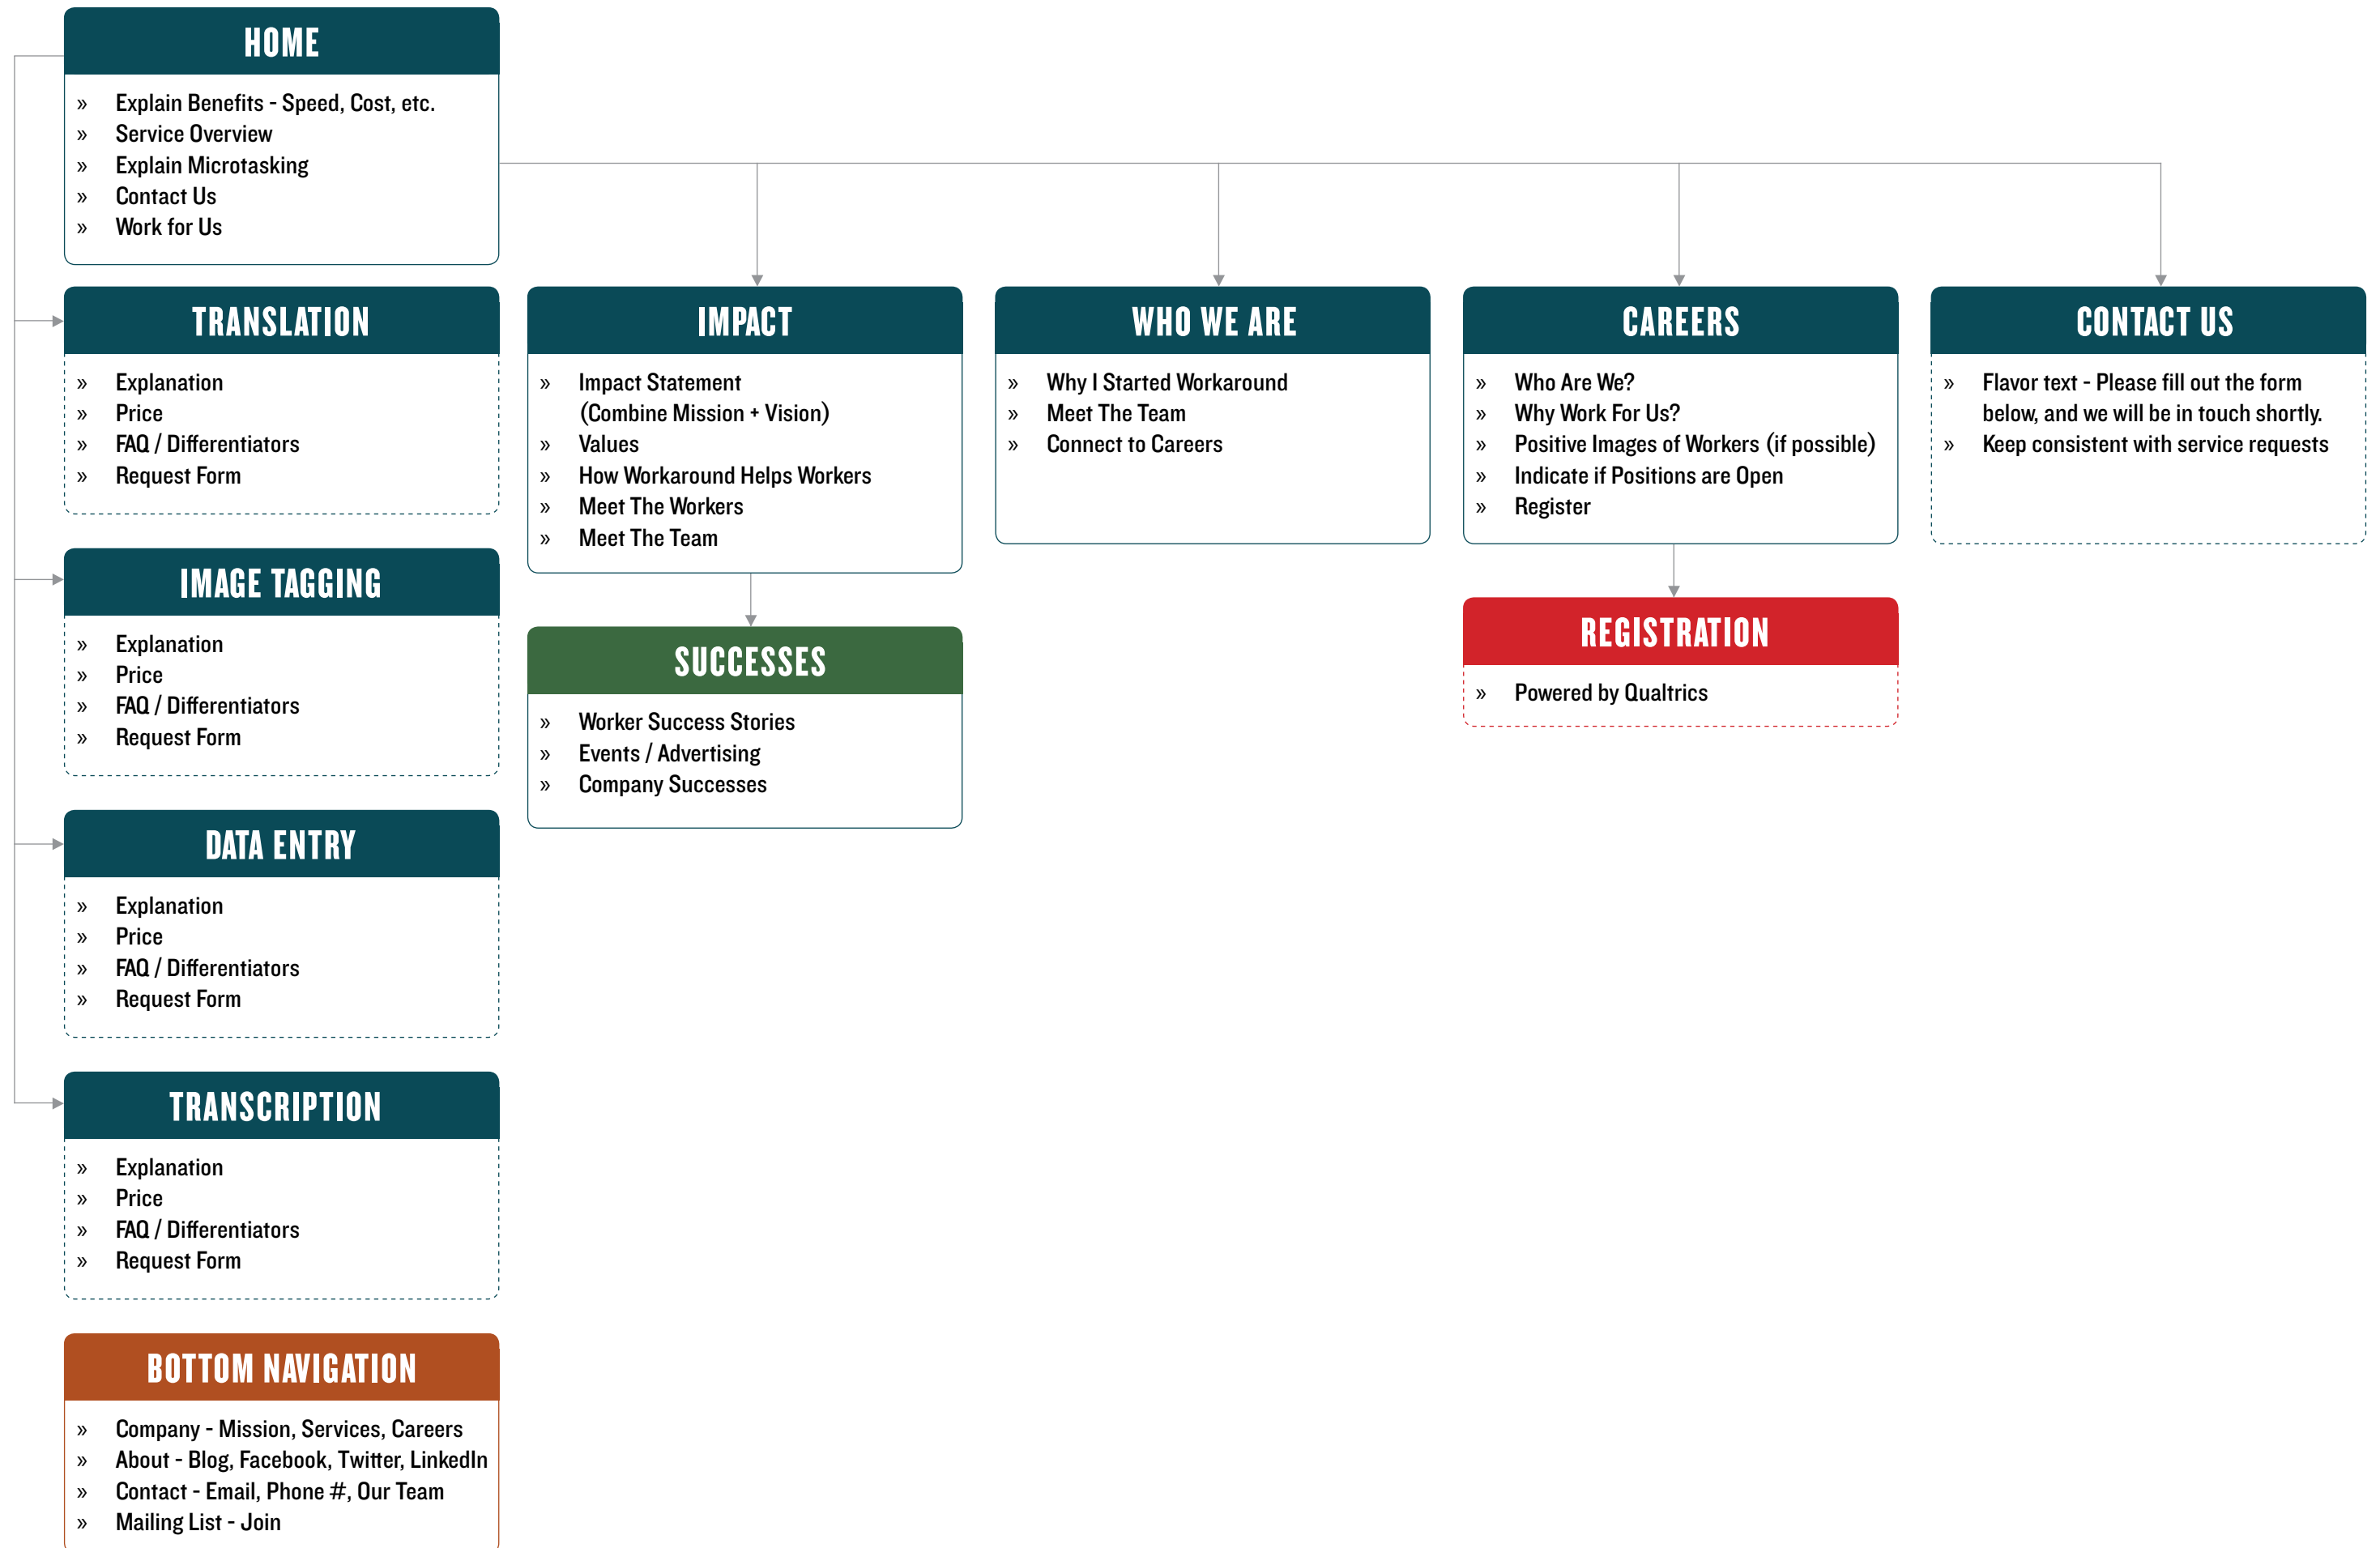 HOME
» Explain Benefits - Speed, Cost, etc.
» Service Overview
» Explain Microtasking
» Contact Us
» Work for Us
TRANSLATION
» Explanation
» Price
» FAQ / Differentiators
» Request Form
IMAGE TAGGING
» Explanation
» Price
» FAQ / Differentiators
» Request Form
DATA ENTRY
» Explanation
» Price
» FAQ / Differentiators
» Request Form
TRANSCRIPTION
» Explanation
» Price
» FAQ / Differentiators
» Request Form
BOTTOM NAVIGATION
» Company - Mission, Services, Careers
» About - Blog, Facebook, Twitter, LinkedIn
» Contact - Email, Phone #, Our Team
» Mailing List - Join
IMPACT
» Impact Statement
(Combine Mission + Vision)
» Values
» How Workaround Helps Workers
» Meet The Workers
» Meet The Team
SUCCESSES
» Worker Success Stories
» Events / Advertising
» Company Successes
WHO WE ARE
» Why I Started Workaround
» Meet The Team
» Connect to Careers
CAREERS
» Who Are We?
» Why Work For Us?
» Positive Images of Workers (if possible)
» Indicate if Positions are Open
» Register
REGISTRATION
» Powered by Qualtrics
CONTACT US
» Flavor text - Please fill out the form
below, and we will be in touch shortly.
» Keep consistent with service requests